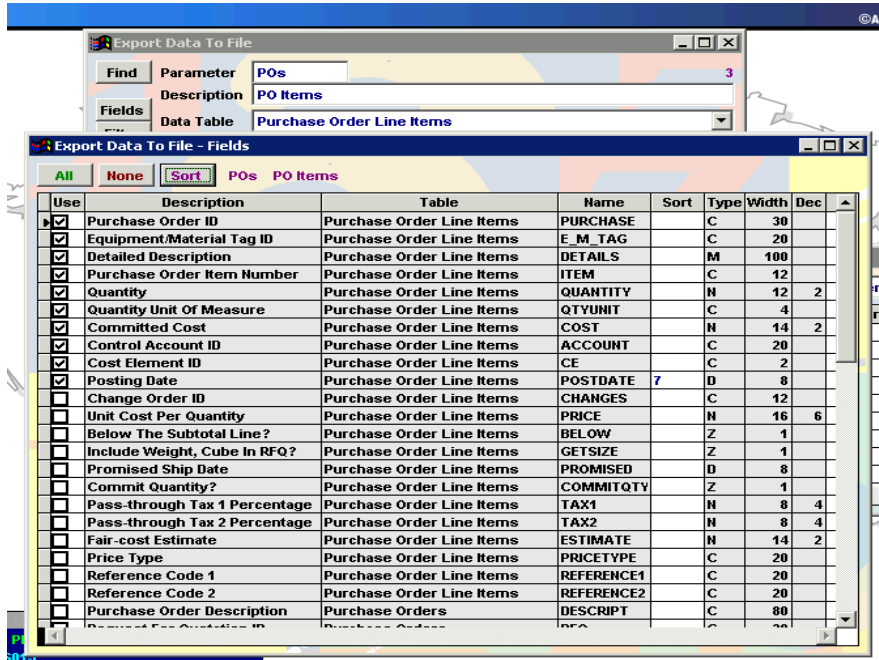 ©A
Export Data To File
Find Parameter POs 3
Description PO Items
Fields
Data Table Purchase Order Line Items
Export Data To File - Fields
All None Sort POs PO Items
Use Description Table Name Sort Type Width Dec
Purchase Order ID Purchase Order Line Items PURCHASE C 30
Equipment/Material Tag ID Purchase Order Line Items E_M_TAG C 20
Detailed Description Purchase Order Line Items DETAILS M 100
Purchase Order Item Number Purchase Order Line Items ITEM C 12
Quantity Purchase Order Line Items QUANTITY N 12 2
Quantity Unit Of Measure Purchase Order Line Items QTYUNIT C 4
Committed Cost Purchase Order Line Items COST N 14 2
Control Account ID Purchase Order Line Items ACCOUNT C 20
Cost Element ID Purchase Order Line Items CE C 2
Posting Date Purchase Order Line Items POSTDATE 7 D 8
Change Order ID Purchase Order Line Items CHANGES C 12
Unit Cost Per Quantity Purchase Order Line Items PRICE N 16 6
Below The Subtotal Line? Purchase Order Line Items BELOW Z 1
Include Weight, Cube In RFQ? Purchase Order Line Items GETSIZE Z 1
Promised Ship Date Purchase Order Line Items PROMISED D 8
Commit Quantity? Purchase Order Line Items COMMITQTY Z 1
Pass-through Tax 1 Percentage Purchase Order Line Items TAX1 N 8 4
Pass-through Tax 2 Percentage Purchase Order Line Items TAX2 N 8 4
Fair-cost Estimate Purchase Order Line Items ESTIMATE N 14 2
Price Type Purchase Order Line Items PRICETYPE C 20
Reference Code 1 Purchase Order Line Items REFERENCE1 C 20
Reference Code 2 Purchase Order Line Items REFERENCE2 C 20
Purchase Order Description Purchase Orders DESCRIPT C 80